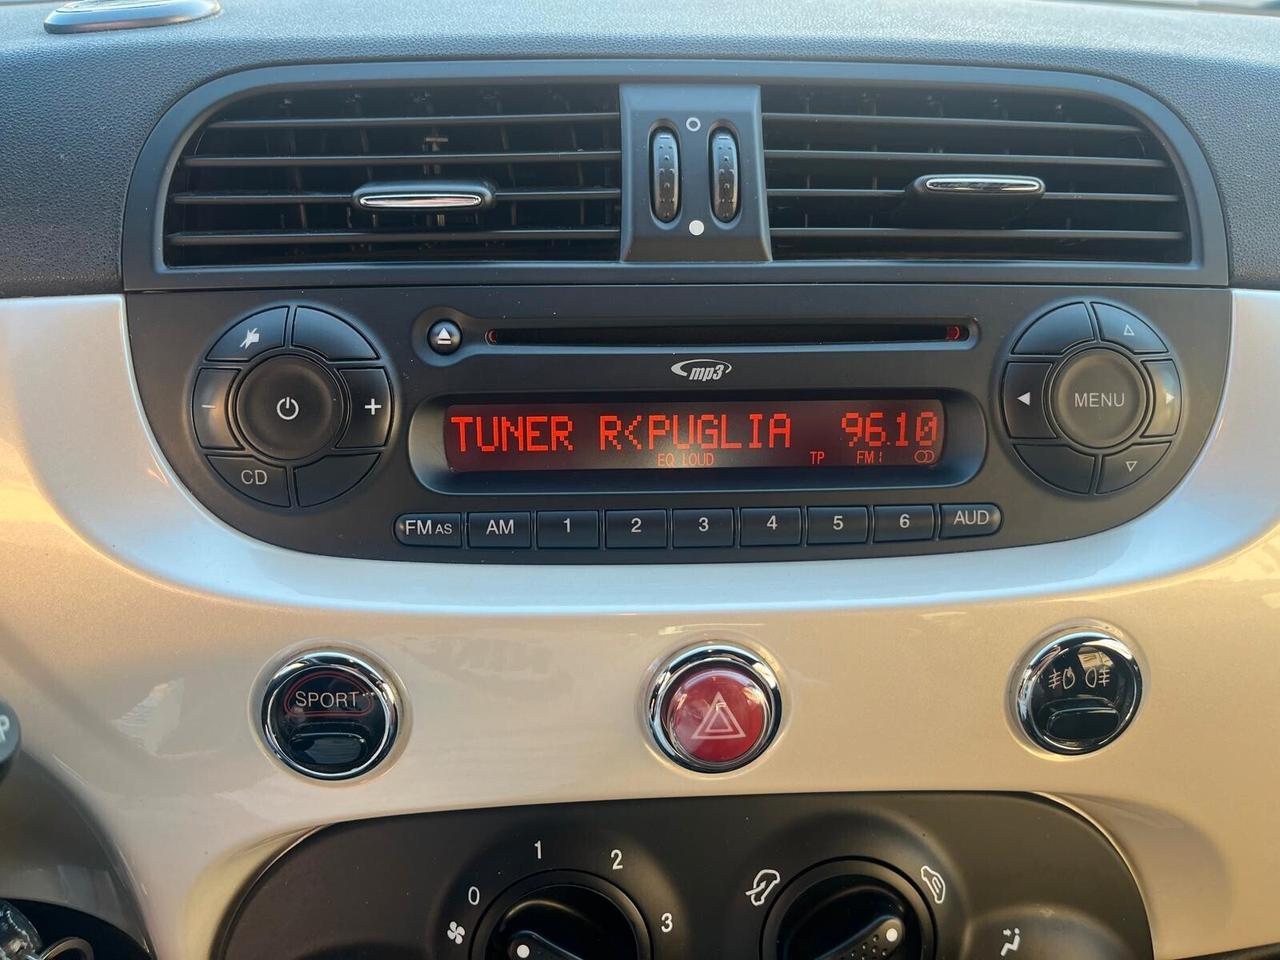 mp3
TUNER R<PUGLIA 96.10
EQ LOUD TP FM1
- +
MENU
CD
FM AS AM 1 2 3 4 5 6 AUD
SPORT
P
0 1 2 3